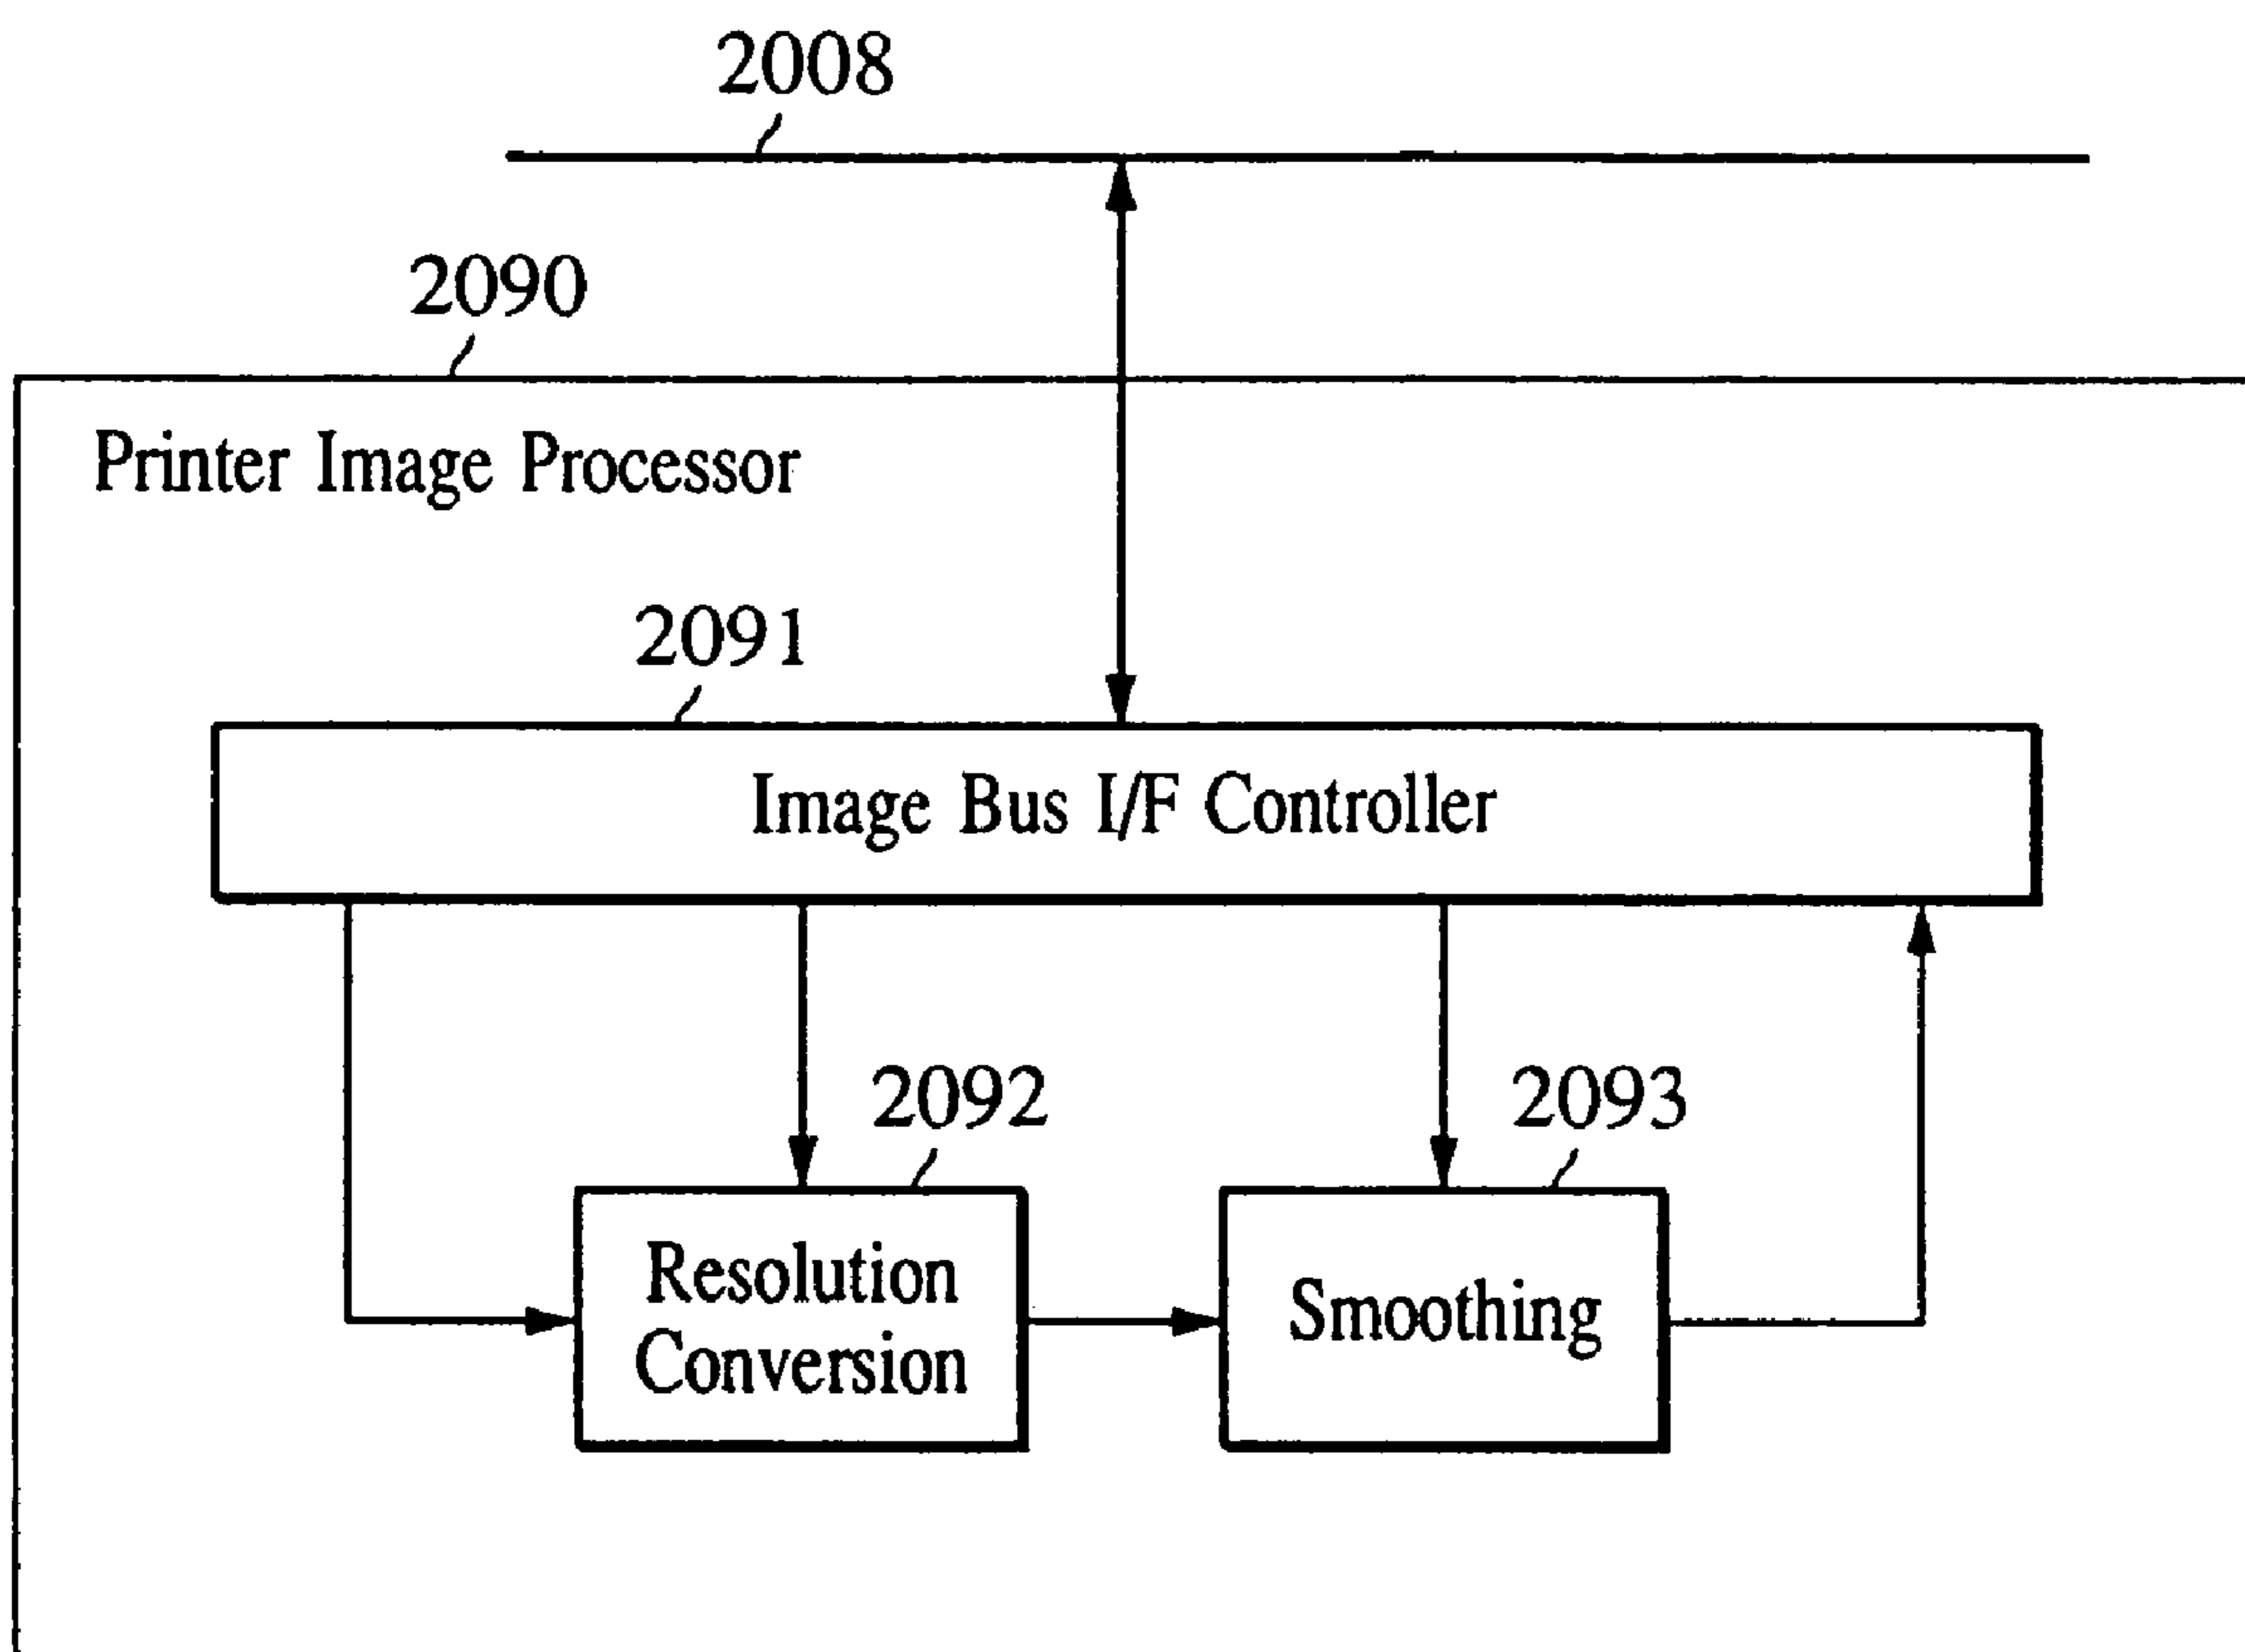 2008
2090
Printer Image Processor
2091
Image Bus I/F Controller
2092
2093
Resolution
Conversion
Smoothing